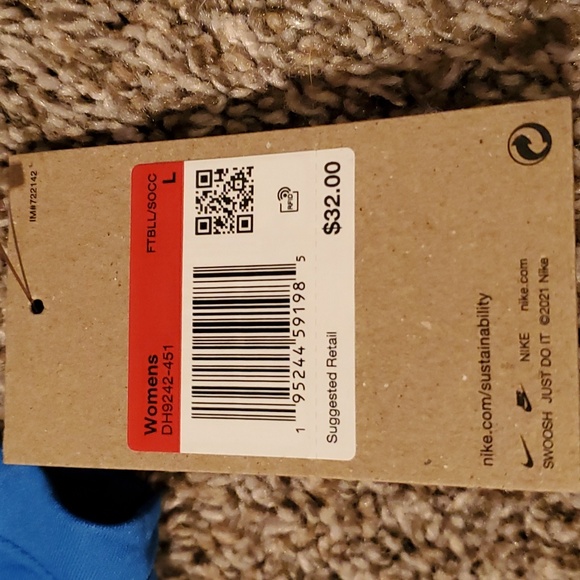 IM#722142
Womens FTBLL/SOCC
DH9242-451 L
RFID
1 95244 59198 5
Suggested Retail $32.00
nike.com/sustainability
NIKE nike.com
SWOOSH JUST DO IT ©2021 Nike